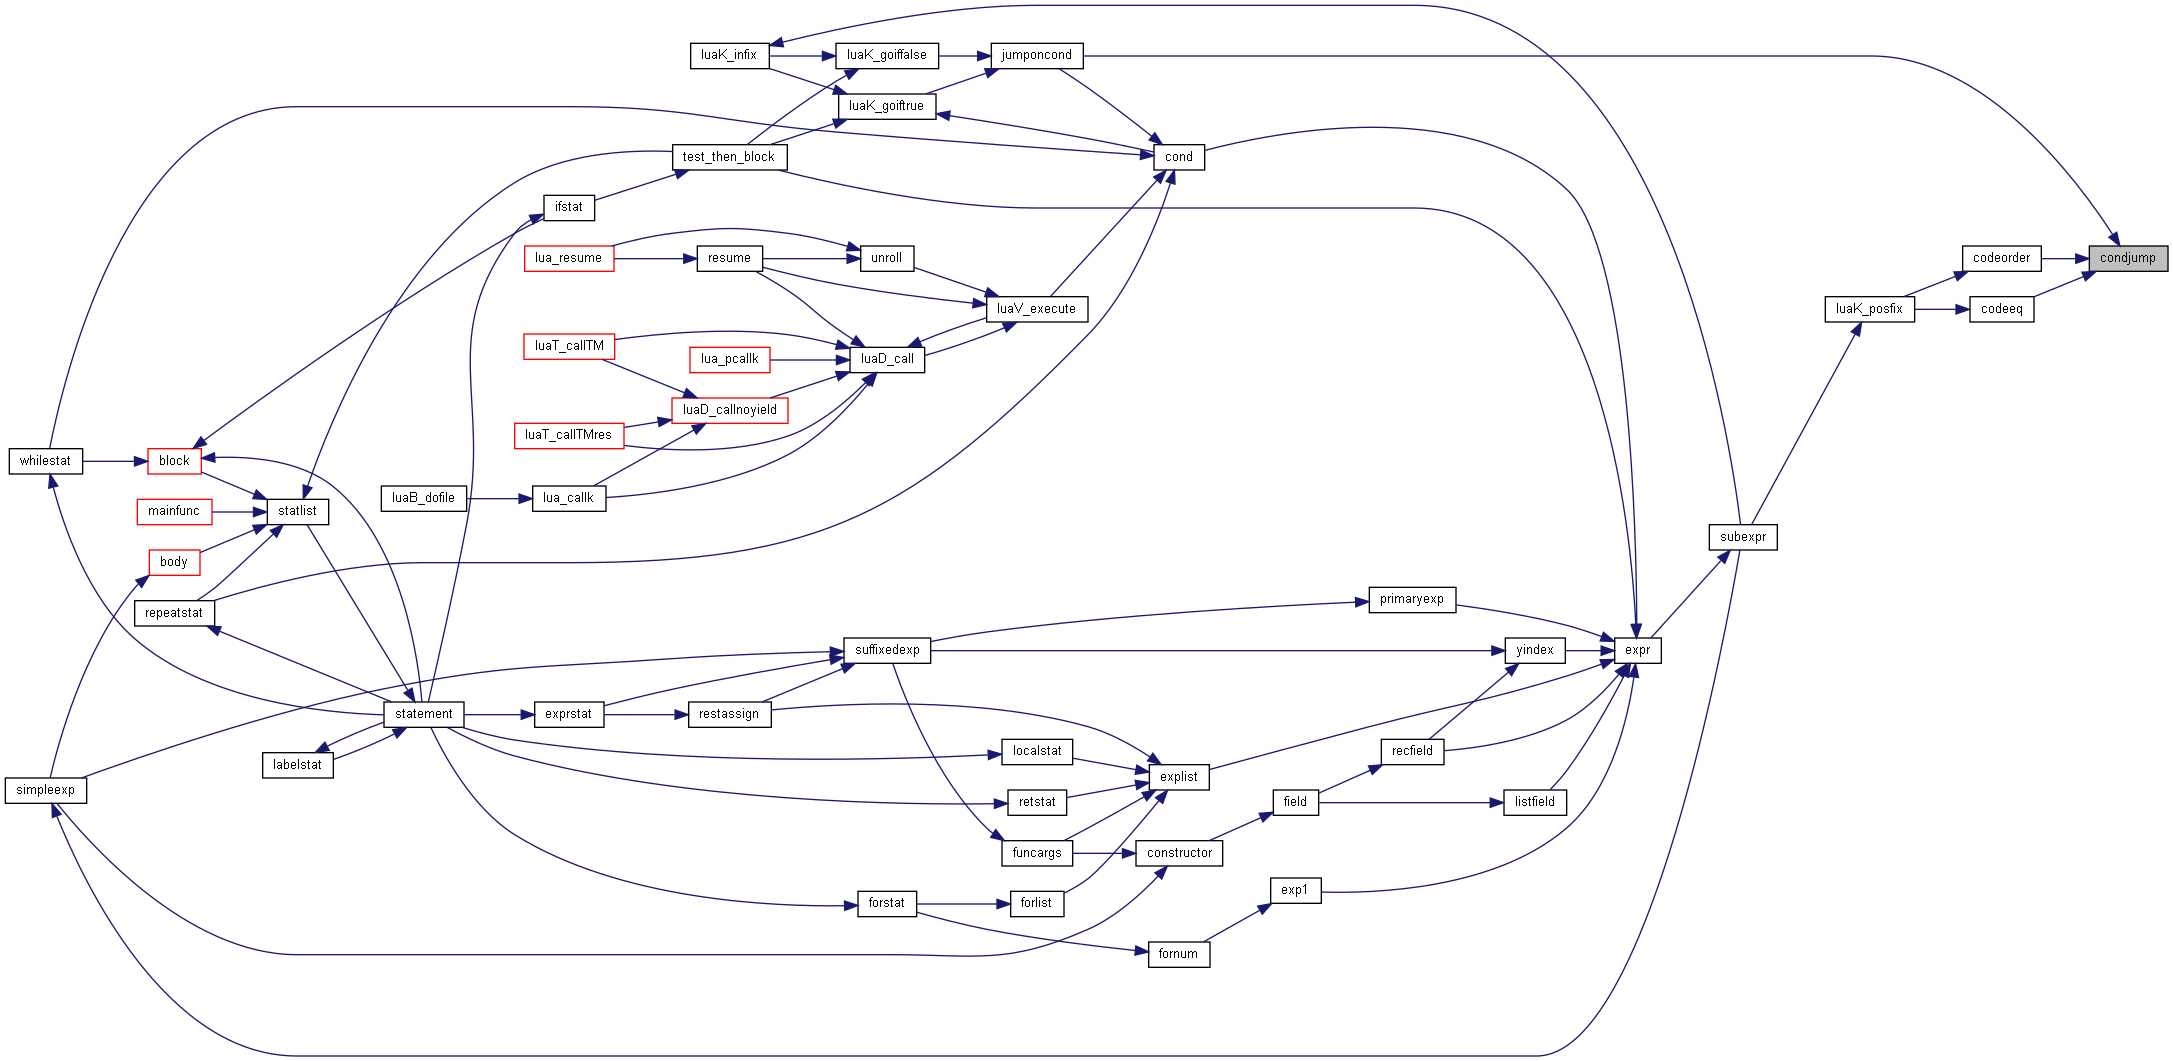 luaK_infix
luaK_goiffalse
jumponcond
luaK_goiftrue
test_then_block
cond
ifstat
lua_resume
resume
unroll
codeorder
condjump
luaV_execute
luaK_posfix
codeeq
luaT_callTM
lua_pcallk
luaD_call
luaD_callnoyield
luaT_callTMres
whilestat
block
luaB_dofile
lua_callk
mainfunc
statlist
subexpr
body
repeatstat
primaryexp
suffixedexp
yindex
expr
statement
exprstat
restassign
labelstat
localstat
recfield
simpleexp
explist
retstat
field
listfield
funcargs
constructor
exp1
forstat
forlist
fornum